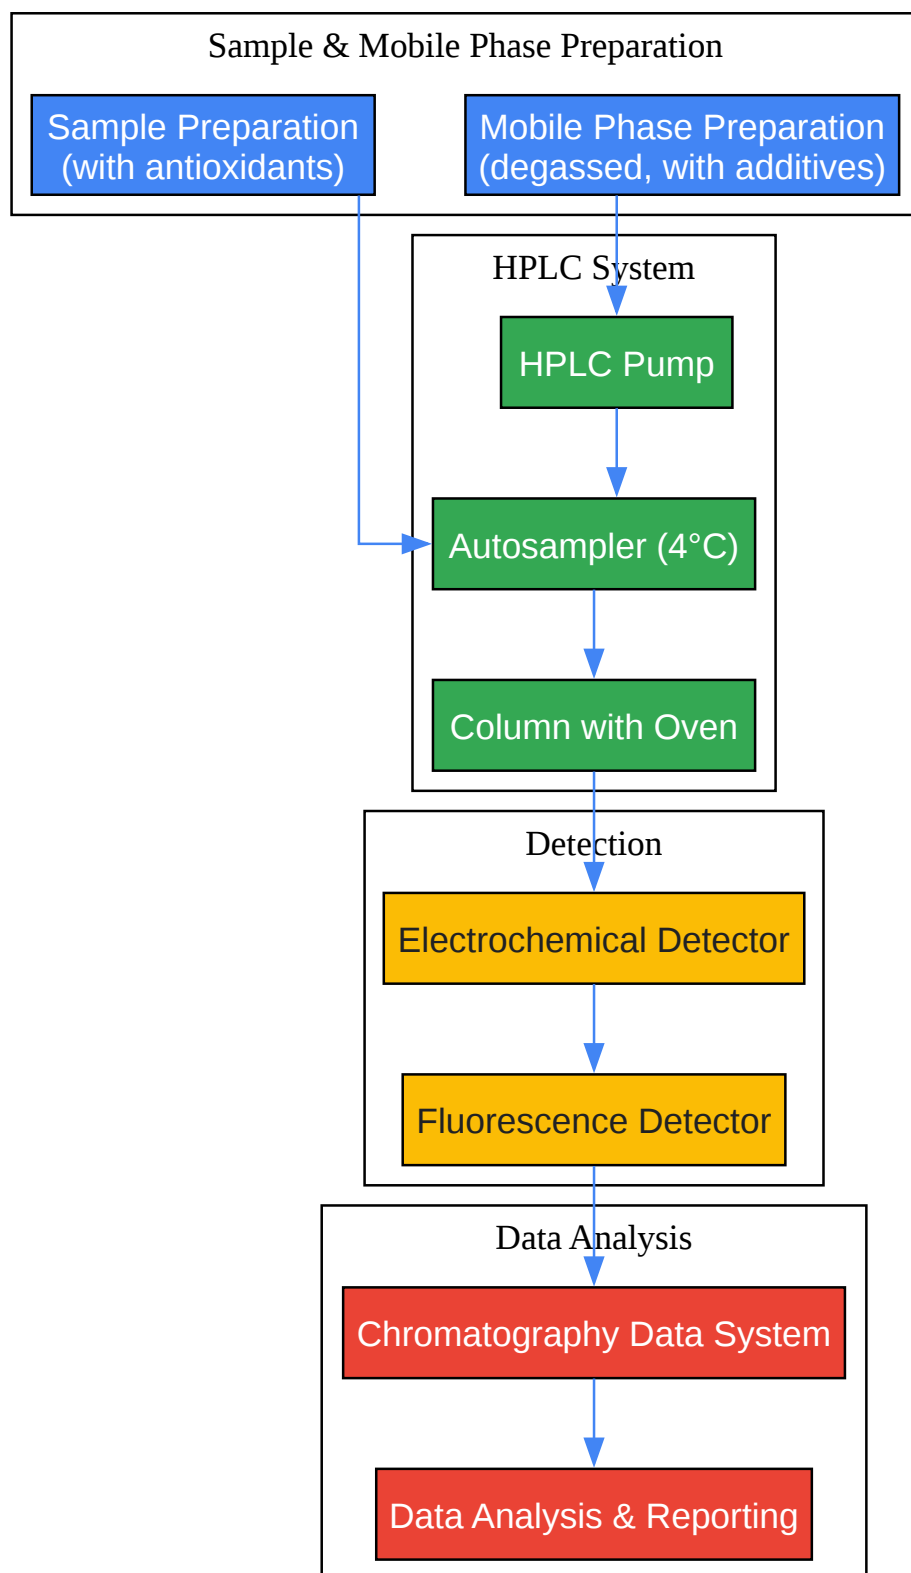 Sample & Mobile Phase Preparation
Sample Preparation
(with antioxidants)
Mobile Phase Preparation
(degassed, with additives)
HPLC System
HPLC Pump
Autosampler (4°C)
Column with Oven
Detection
Electrochemical Detector
Fluorescence Detector
Data Analysis
Chromatography Data System
Data Analysis & Reporting